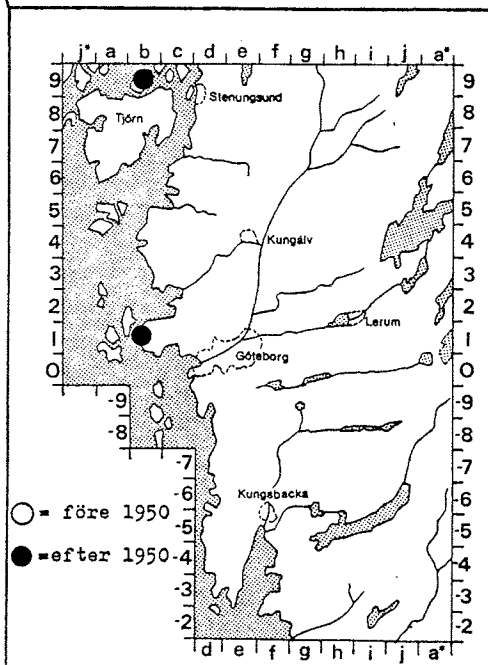 j* a b c d e f g h i j a*
9 9
Stenungsund
8 8
Tjörn
7 7
6 6
5 5
Kungälv
4 4
3 3
2 2
Lerum
1 1
Göteborg
0 0
-9 -9
-8 -8
-7 -7
Kungsbacka
-6 -6
○ = före 1950
-5 -5
● =efter 1950 -4 -4
-3 -3
-2 -2
d e f g h i j a*